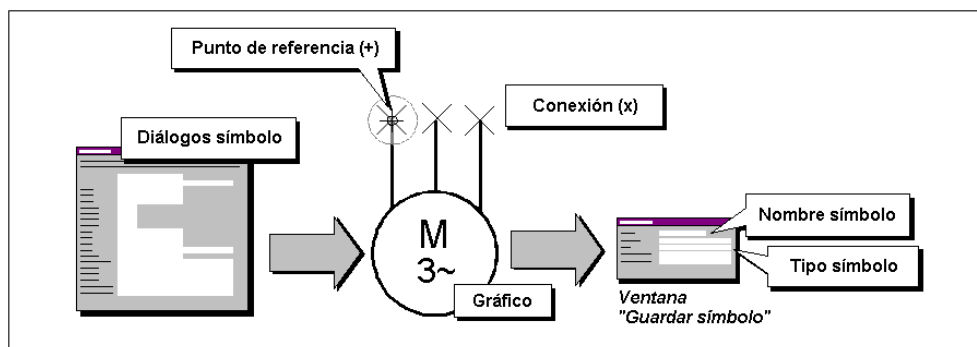 Punto de referencia (+)
Conexión (x)
Diálogos símbolo
M
3~
Gráfico
Nombre símbolo
Tipo símbolo
Ventana
"Guardar símbolo"